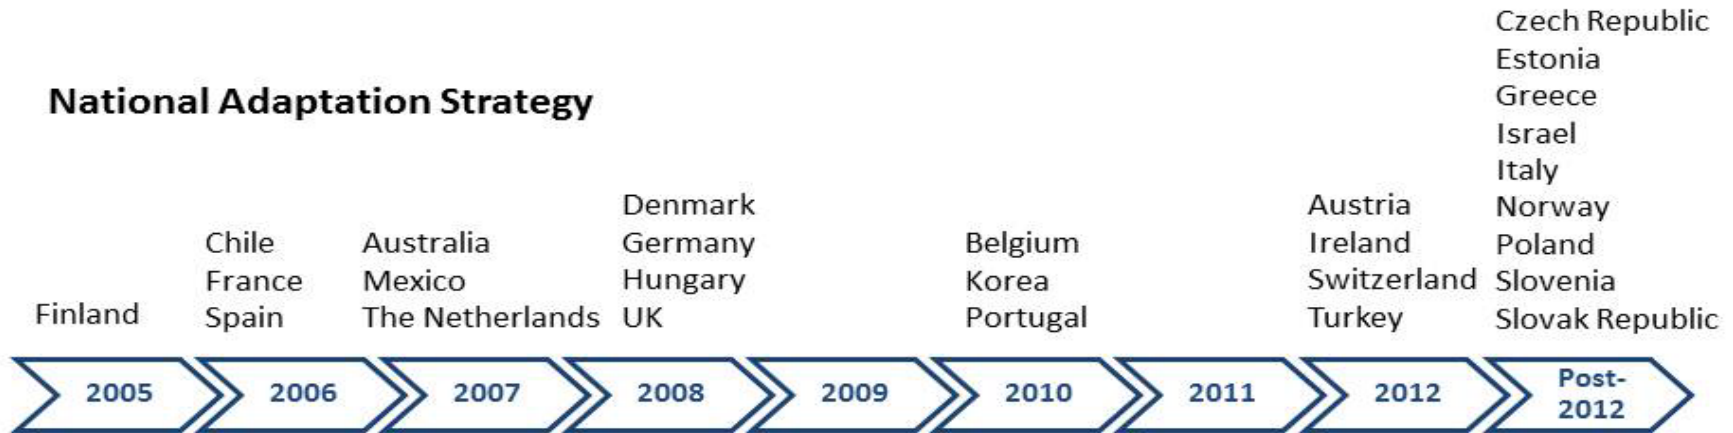 National Adaptation Strategy
Finland
Chile
France
Spain
Australia
Mexico
The Netherlands
Denmark
Germany
Hungary
UK
Belgium
Korea
Portugal
Austria
Ireland
Switzerland
Turkey
Czech Republic
Estonia
Greece
Israel
Italy
Norway
Poland
Slovenia
Slovak Republic
2005
2006
2007
2008
2009
2010
2011
2012
Post-
2012